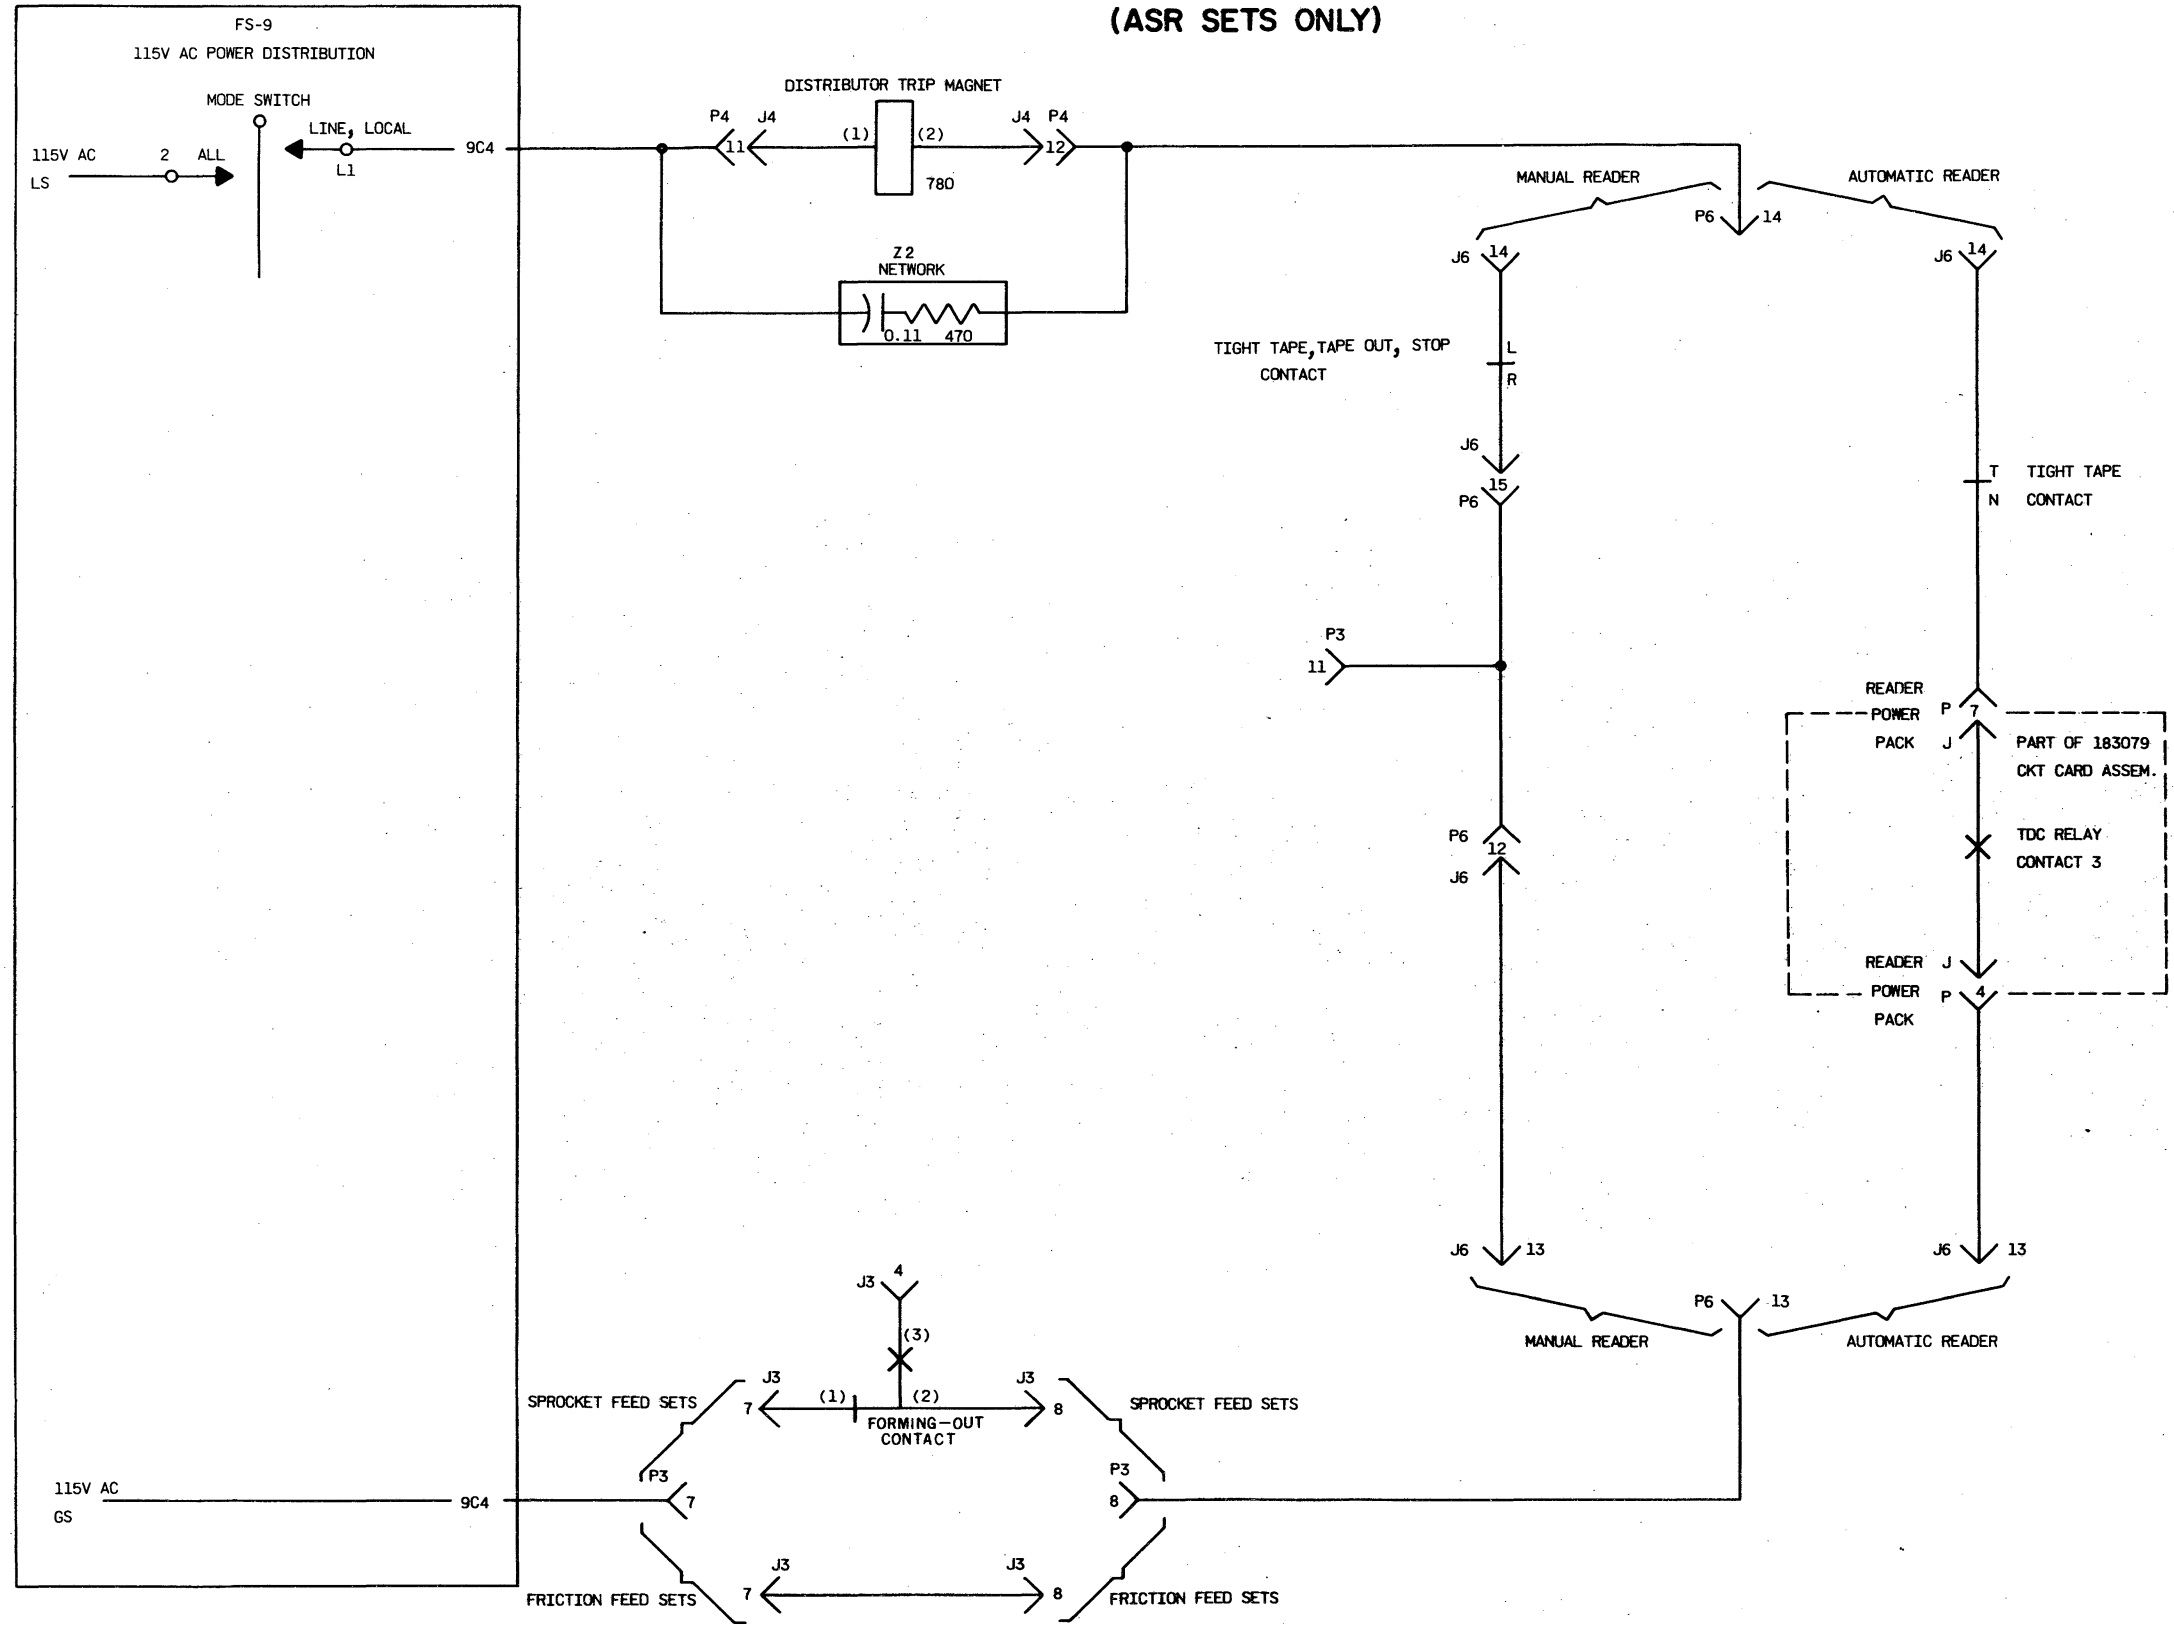 (ASR SETS ONLY)
FS-9
115V AC POWER DISTRIBUTION
MODE SWITCH
LINE, LOCAL
L1
9C4
115V AC
LS
2
ALL
DISTRIBUTOR TRIP MAGNET
P4
J4
11
(1)
(2)
780
J4
P4
12
Z2
NETWORK
0.11
470
MANUAL READER
AUTOMATIC READER
P6
14
J6
14
J6
14
TIGHT TAPE, TAPE OUT, STOP
CONTACT
L
R
J6
15
P6
T
N
TIGHT TAPE
CONTACT
P3
11
READER
POWER
PACK
P
7
J
PART OF 183079
CKT CARD ASSEM.
P6
12
J6
TDC RELAY
CONTACT 3
READER
POWER
PACK
J
P
4
J6
13
J6
13
P6
13
MANUAL READER
AUTOMATIC READER
J3
4
(3)
SPROCKET FEED SETS
J3
7
(1)
(2)
FORMING-OUT
CONTACT
J3
8
SPROCKET FEED SETS
115V AC
GS
9C4
P3
7
P3
8
FRICTION FEED SETS
J3
7
J3
8
FRICTION FEED SETS